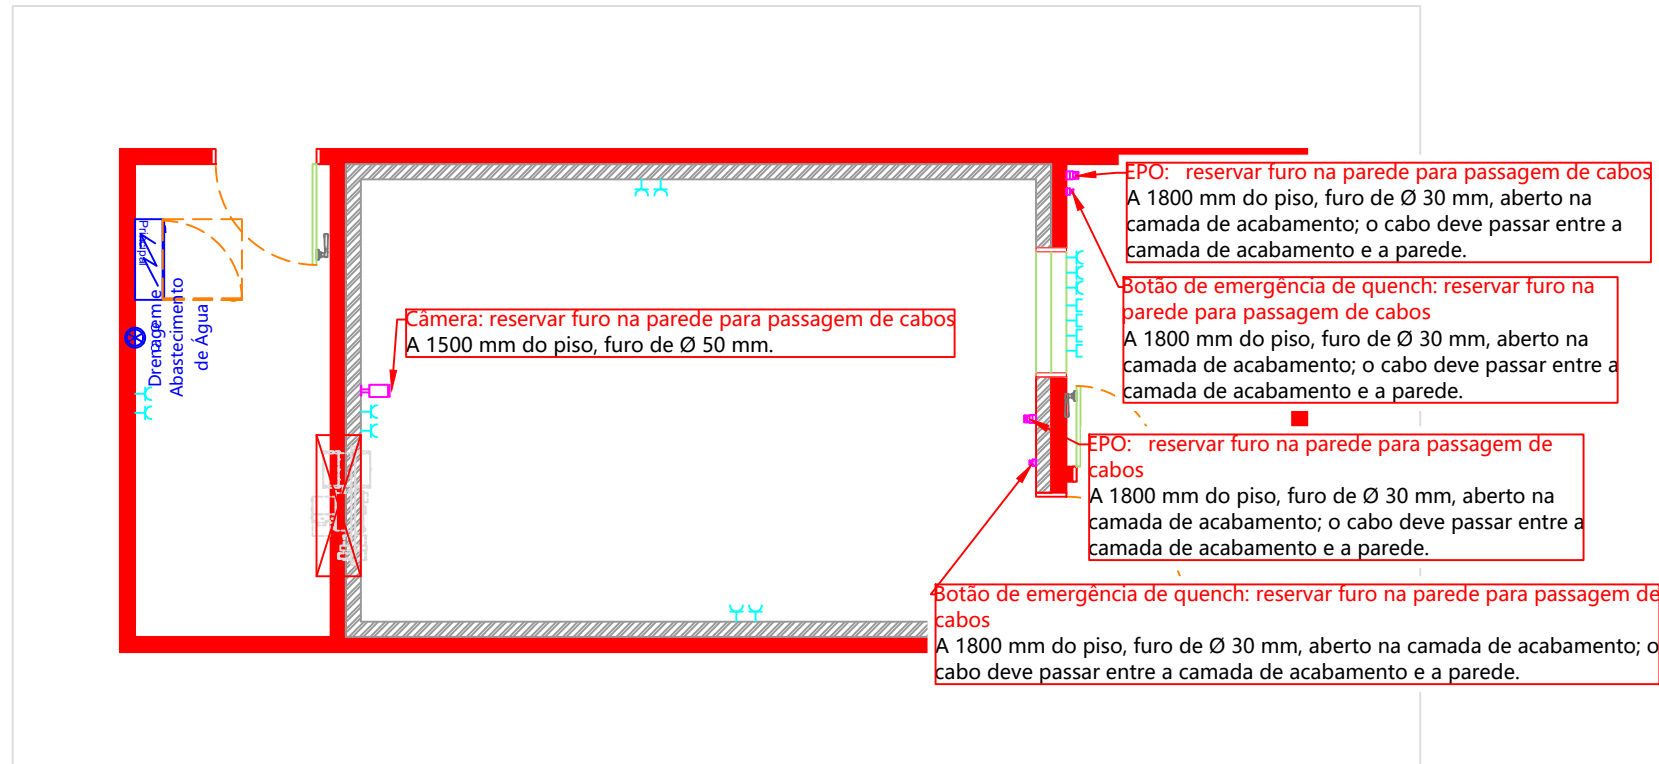 EPO: reservar furo na parede para passagem de cabos
A 1800 mm do piso, furo de Ø 30 mm, aberto na
camada de acabamento; o cabo deve passar entre a
camada de acabamento e a parede.
Botão de emergência de quench: reservar furo na
parede para passagem de cabos
A 1800 mm do piso, furo de Ø 30 mm, aberto na
camada de acabamento; o cabo deve passar entre a
camada de acabamento e a parede.
Principal
Drenagem e
Abastecimento
de Água
Câmera: reservar furo na parede para passagem de cabos
A 1500 mm do piso, furo de Ø 50 mm.
EPO: reservar furo na parede para passagem de
cabos
A 1800 mm do piso, furo de Ø 30 mm, aberto na
camada de acabamento; o cabo deve passar entre a
camada de acabamento e a parede.
Botão de emergência de quench: reservar furo na parede para passagem de
cabos
A 1800 mm do piso, furo de Ø 30 mm, aberto na camada de acabamento; o
cabo deve passar entre a camada de acabamento e a parede.